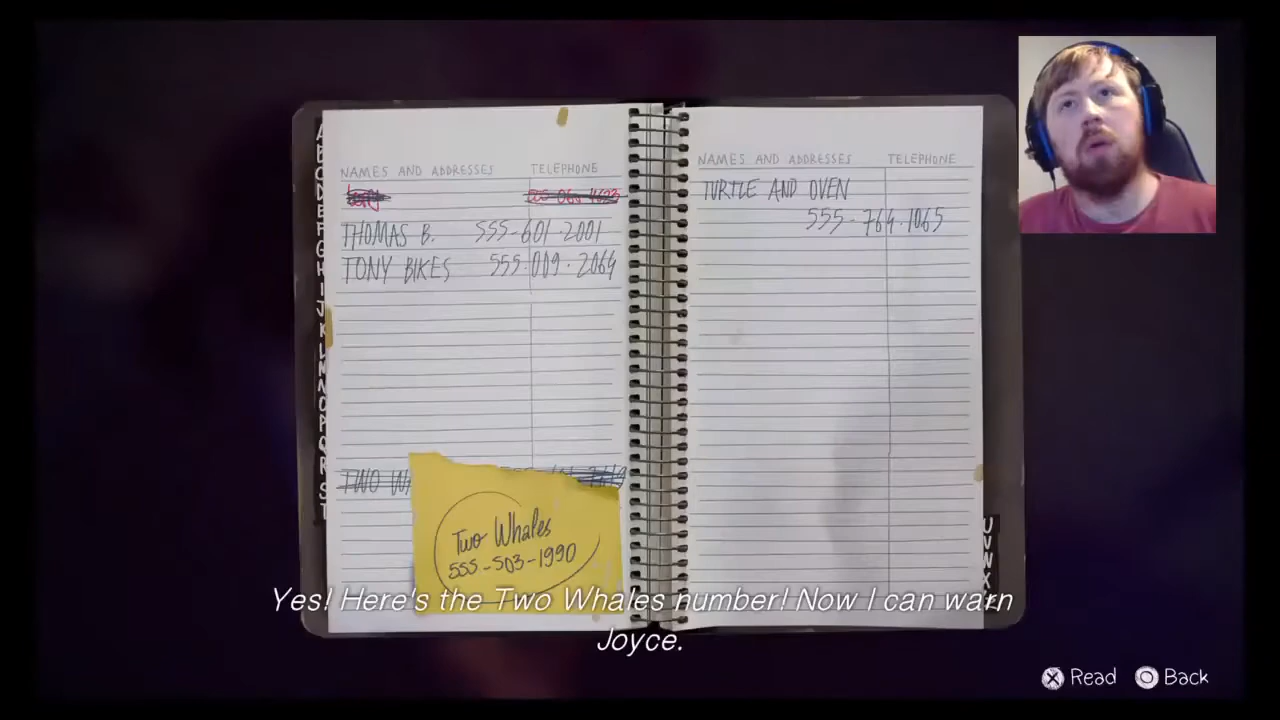 NAMES AND ADDRESSES TELEPHONE
THOMAS B. 555-601-2001
TONY BIKES 555.009.2064
TWO
Two Whales
555-503-1990
NAMES AND ADDRESSES TELEPHONE
TURTLE AND OVEN
555-764.1065
Yes! Here's the Two Whales number! Now I can warn
Joyce.
Read Back